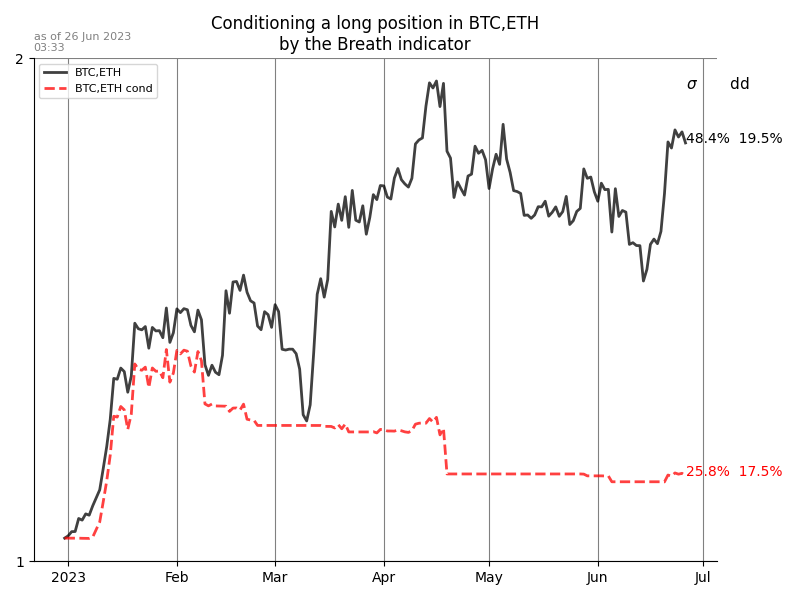 Conditioning a long position in BTC,ETH
by the Breath indicator
as of 26 Jun 2023
03:33
2
BTC,ETH
BTC,ETH cond
σ dd
48.4% 19.5%
25.8% 17.5%
1
2023 Feb Mar Apr May Jun Jul